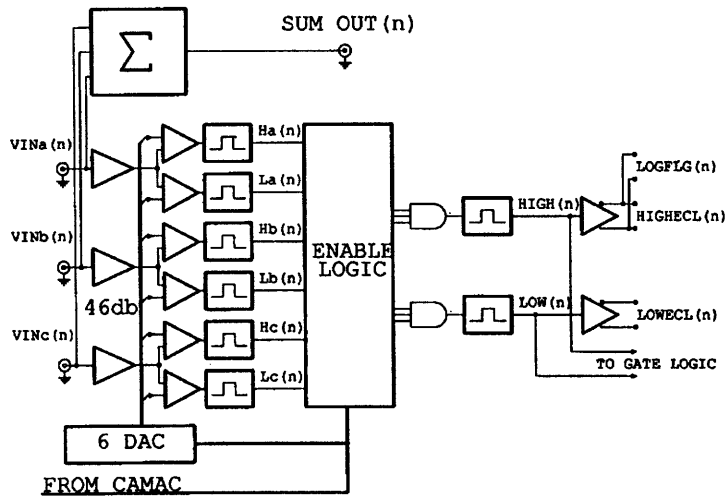 SUM OUT(n)
Σ
VINa(n)
Ha(n)
La(n)
LOGFLG(n)
HIGH(n)
HIGHECL(n)
VINb(n)
Hb(n)
ENABLE
LOGIC
Lb(n)
46db
LOW(n)
LOWECL(n)
VINc(n)
Hc(n)
TO GATE LOGIC
Lc(n)
6 DAC
FROM CAMAC